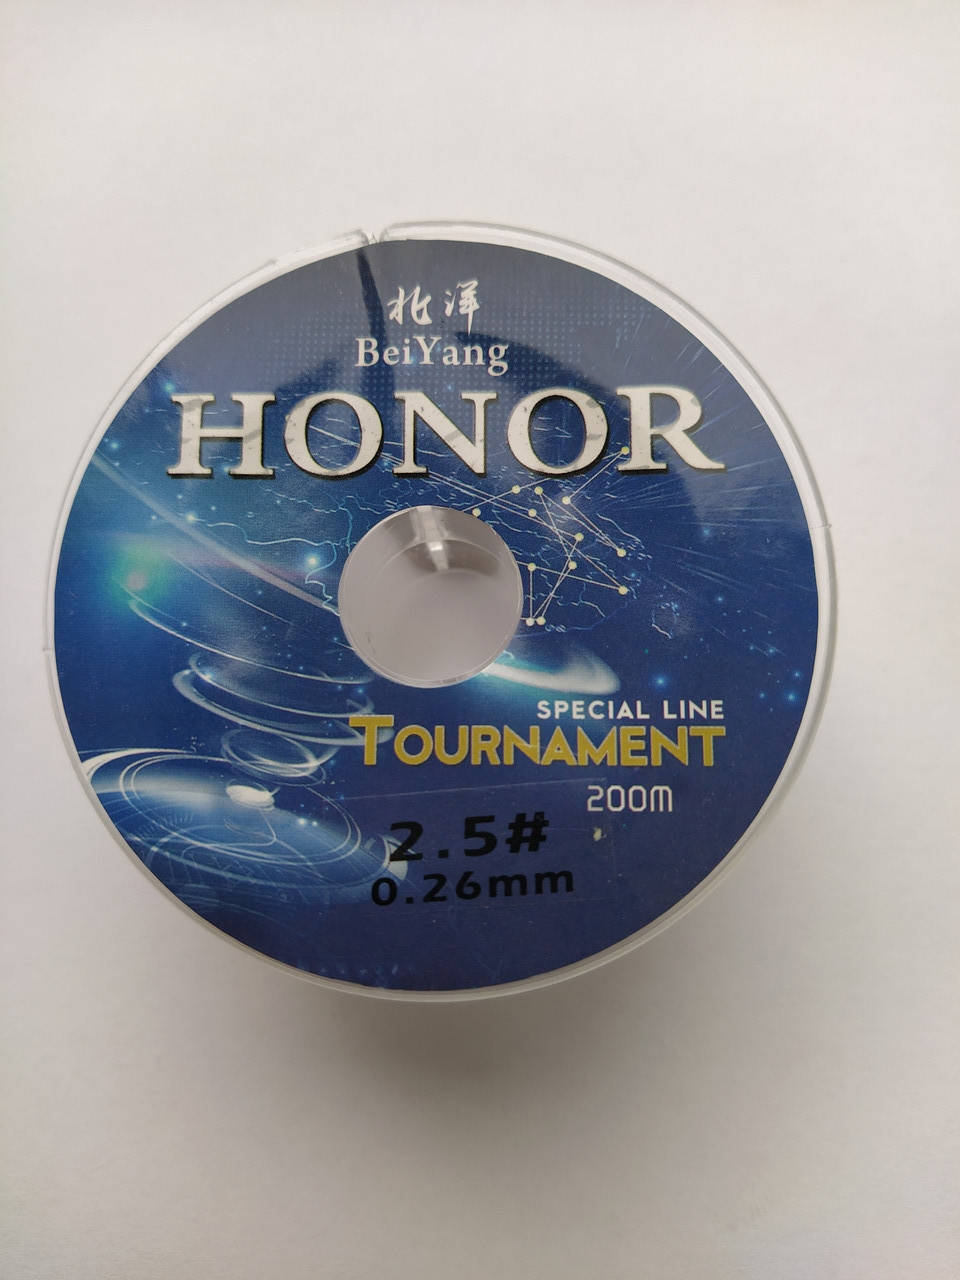 北洋
BeiYang
HONOR
SPECIAL LINE
TOURNAMENT
200m
2.5#
0.26mm